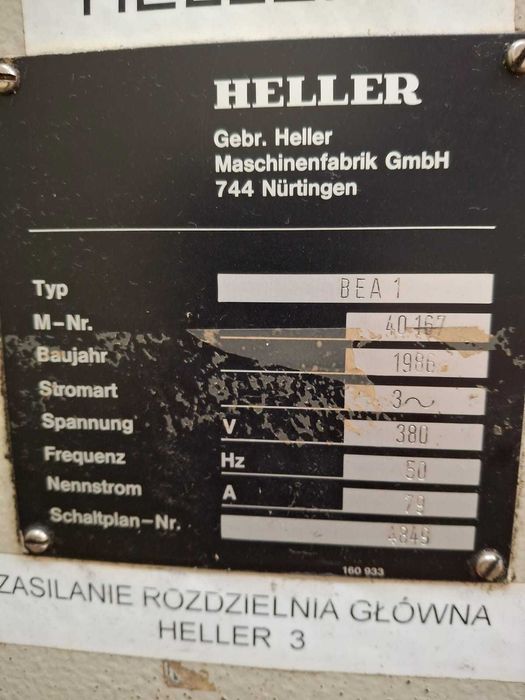 HELLER
Gebr. Heller
Maschinenfabrik GmbH
744 Nürtingen
Typ BEA 1
M-Nr. 40.167
Baujahr 1986
Stromart 3~
Spannung V 380
Frequenz Hz 50
Nennstrom A 79
Schaltplan-Nr. 4849
160 933
ZASILANIE ROZDZIELNIA GŁÓWNA
HELLER 3